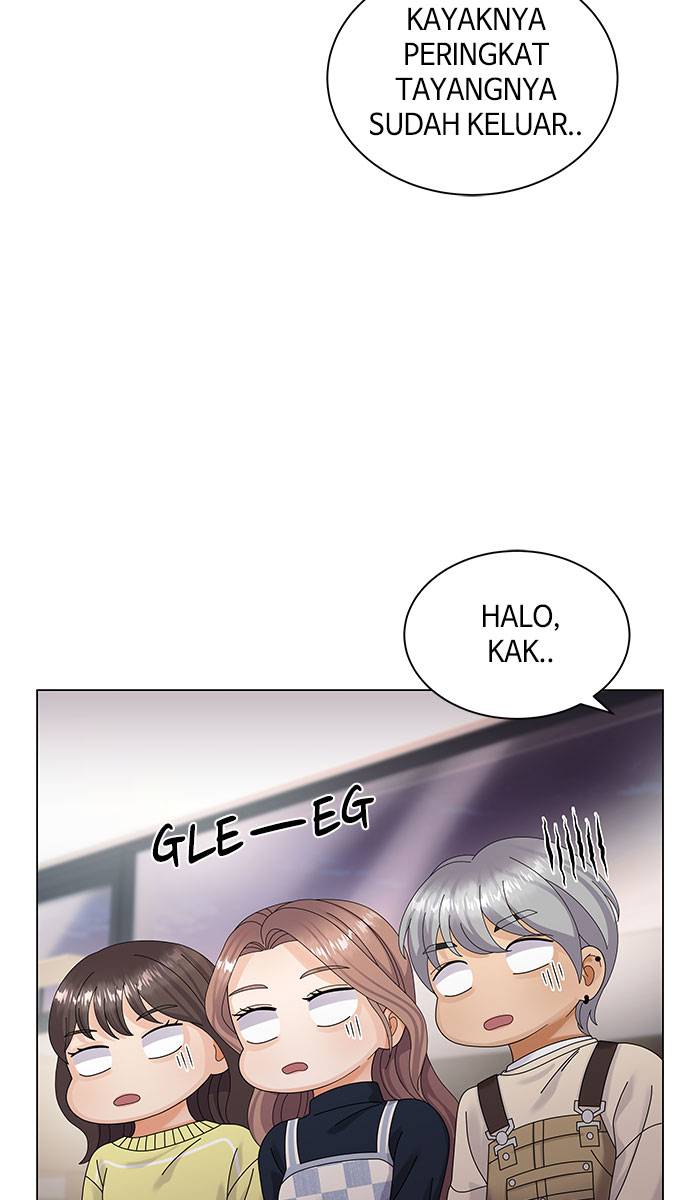 KAYAKNYA
PERINGKAT
TAYANGNYA
SUDAH KELUAR..
HALO,
KAK..
GLE—EG